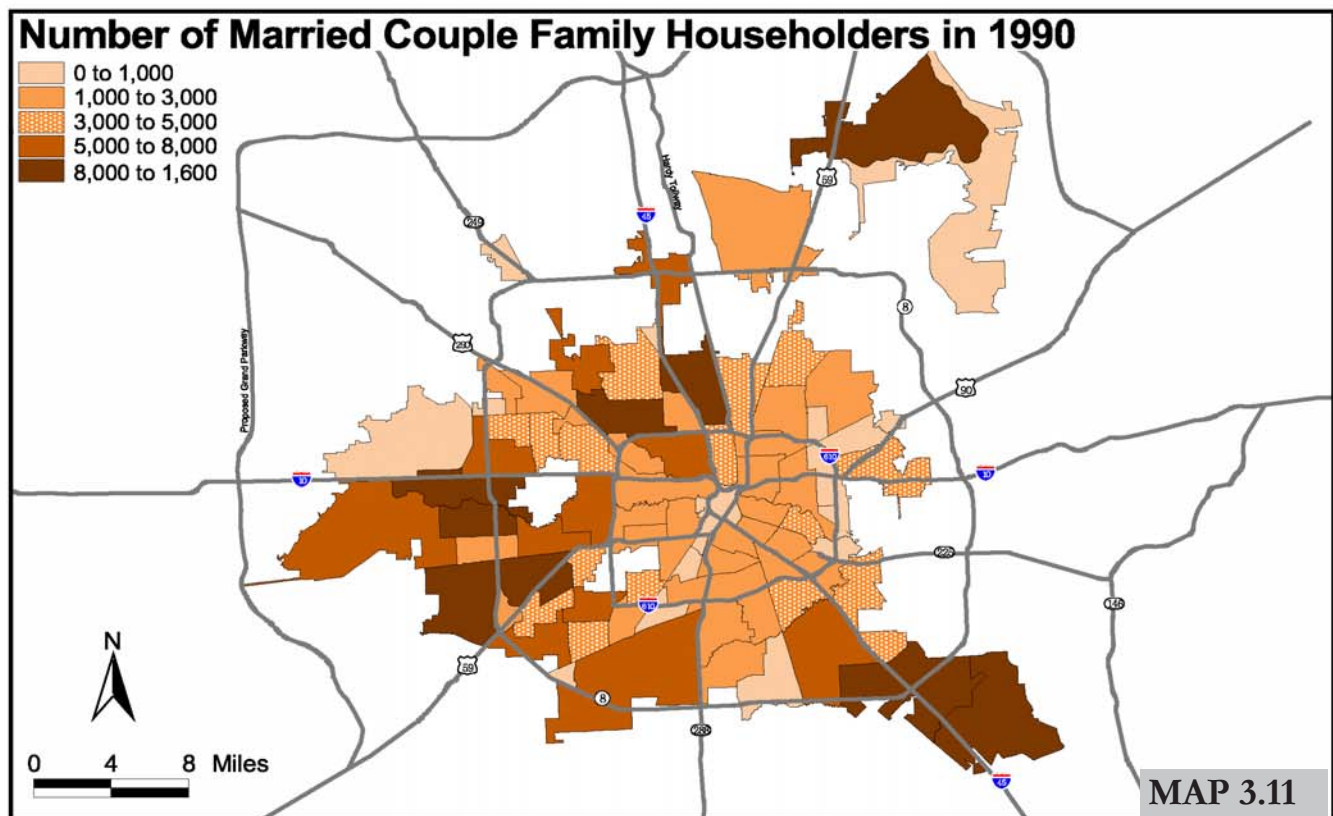 Number of Married Couple Family Householders in 1990
0 to 1,000
1,000 to 3,000
3,000 to 5,000
5,000 to 8,000
8,000 to 1,600
Hardy Tollway
59
45
249
8
290
90
Proposed Grand Parkway
610
10
10
225
146
610
59
8
288
45
N
0 4 8 Miles
MAP 3.11